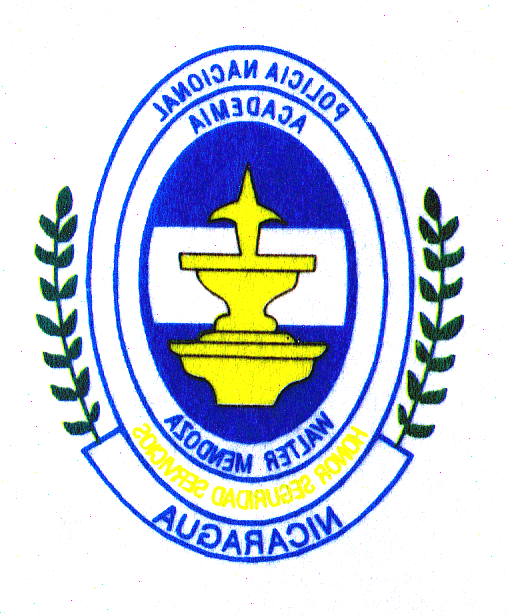 POLICIA NACIONAL
ACADEMIA
WALTER MENDOZA
HONOR SEGURIDAD SERVICIOS
NICARAGUA